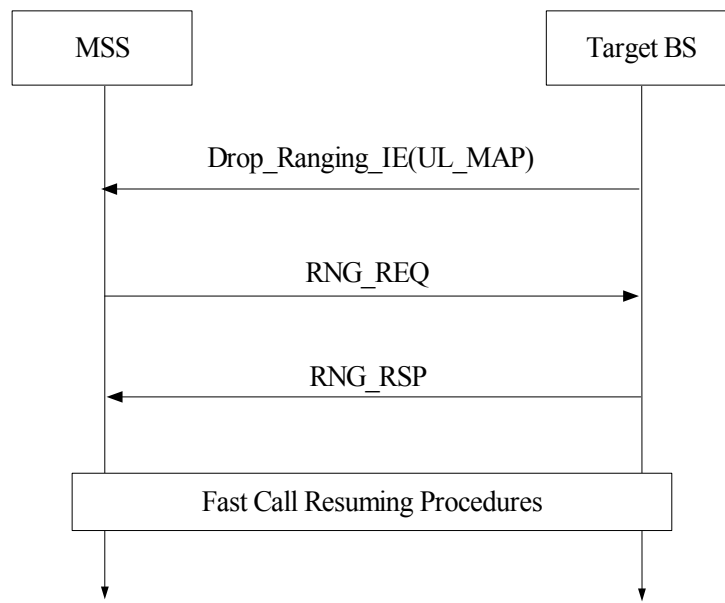 MSS
Target BS
Drop_Ranging_IE(UL_MAP)
RNG_REQ
RNG_RSP
Fast Call Resuming Procedures